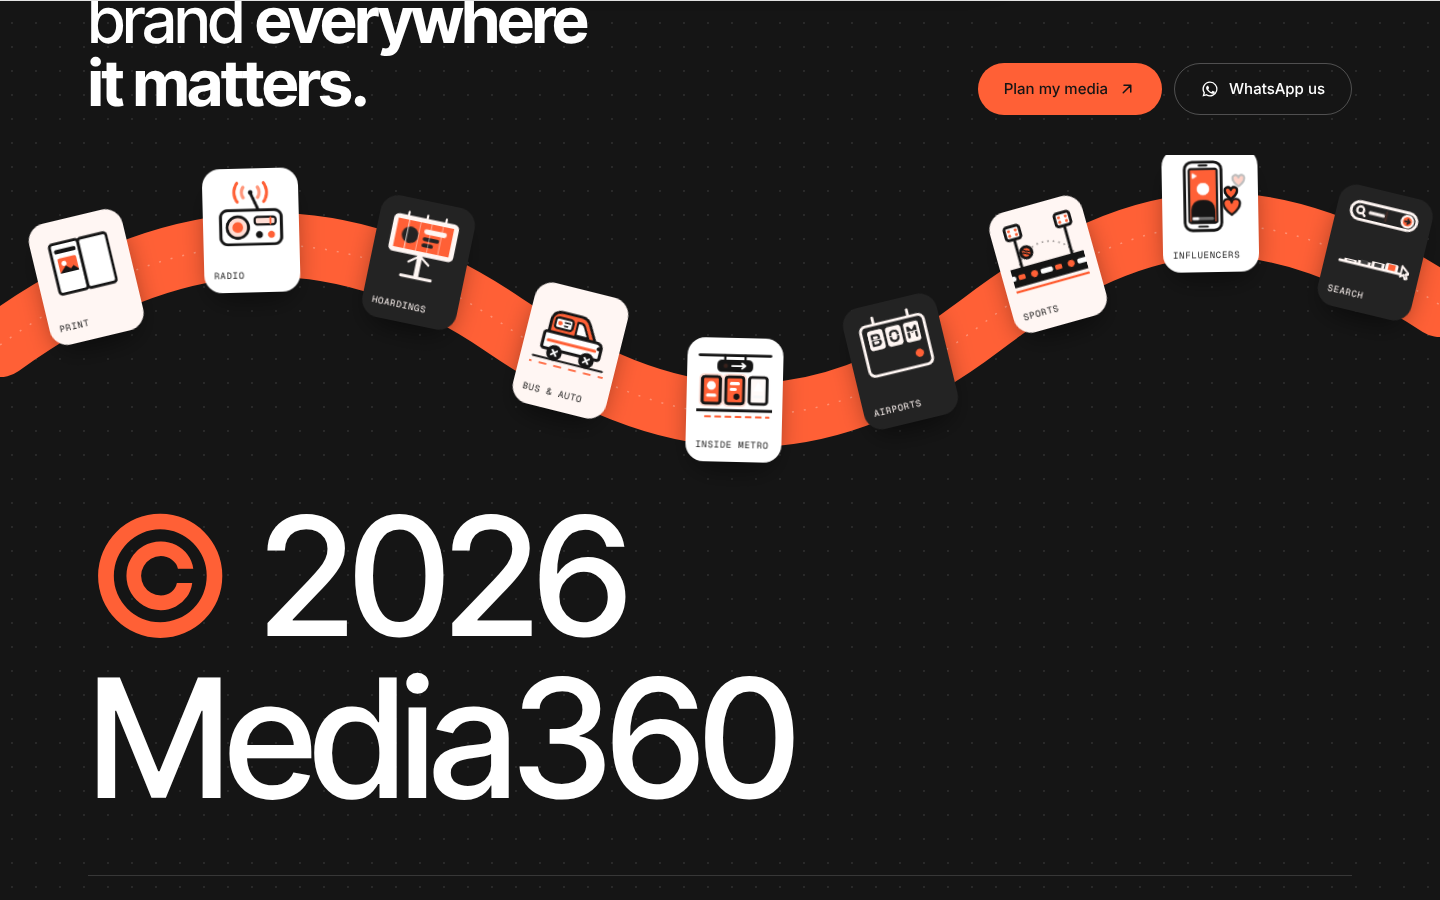 brand everywhere
it matters.
Plan my media
WhatsApp us
PRINT
RADIO
HOARDINGS
BUS & AUTO
INSIDE METRO
BOM
AIRPORTS
SPORTS
INFLUENCERS
SEARCH
© 2026
Media360